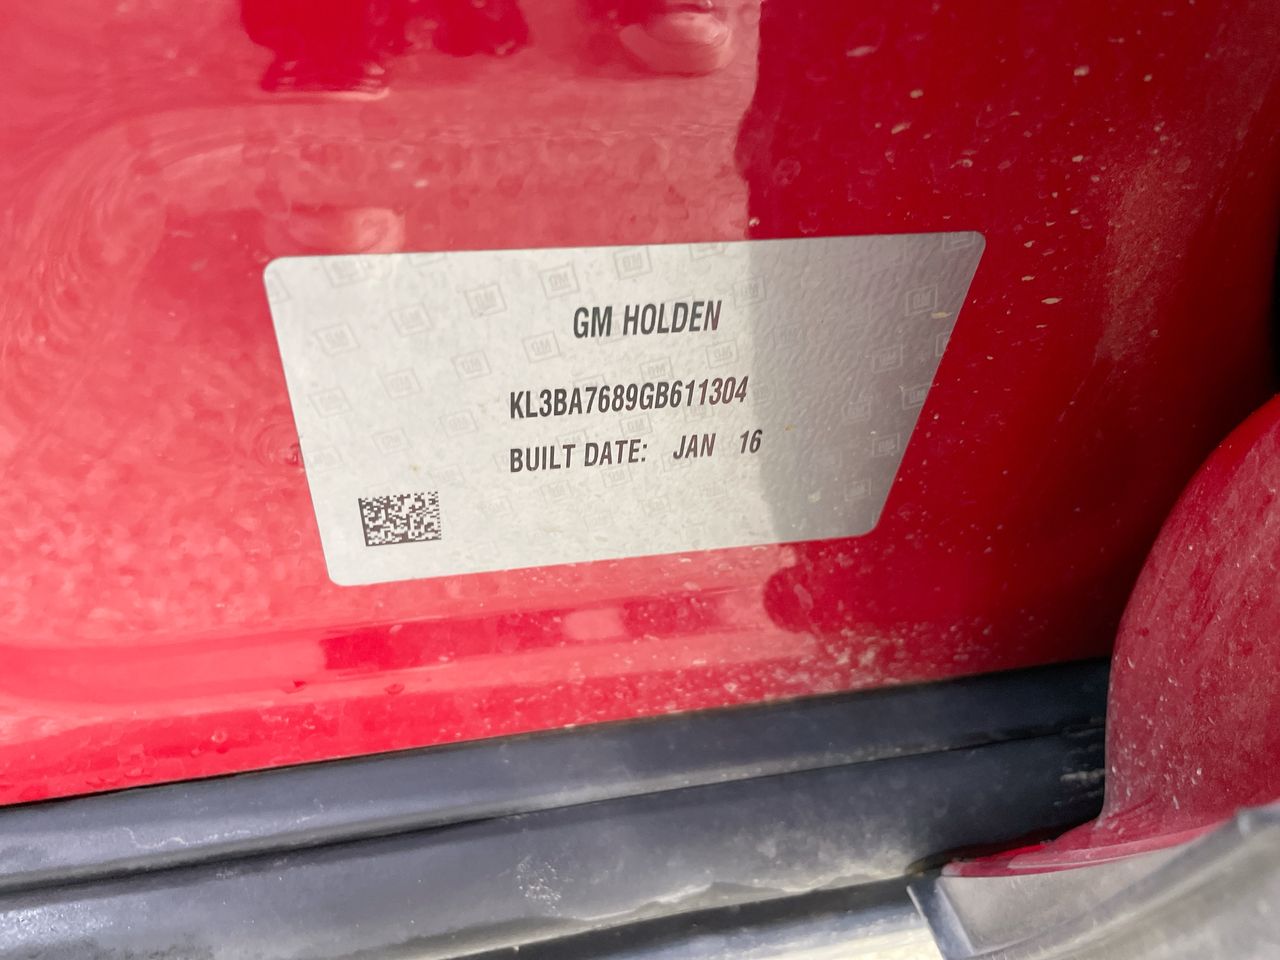 GM HOLDEN
KL3BA7689GB611304
BUILT DATE: JAN 16